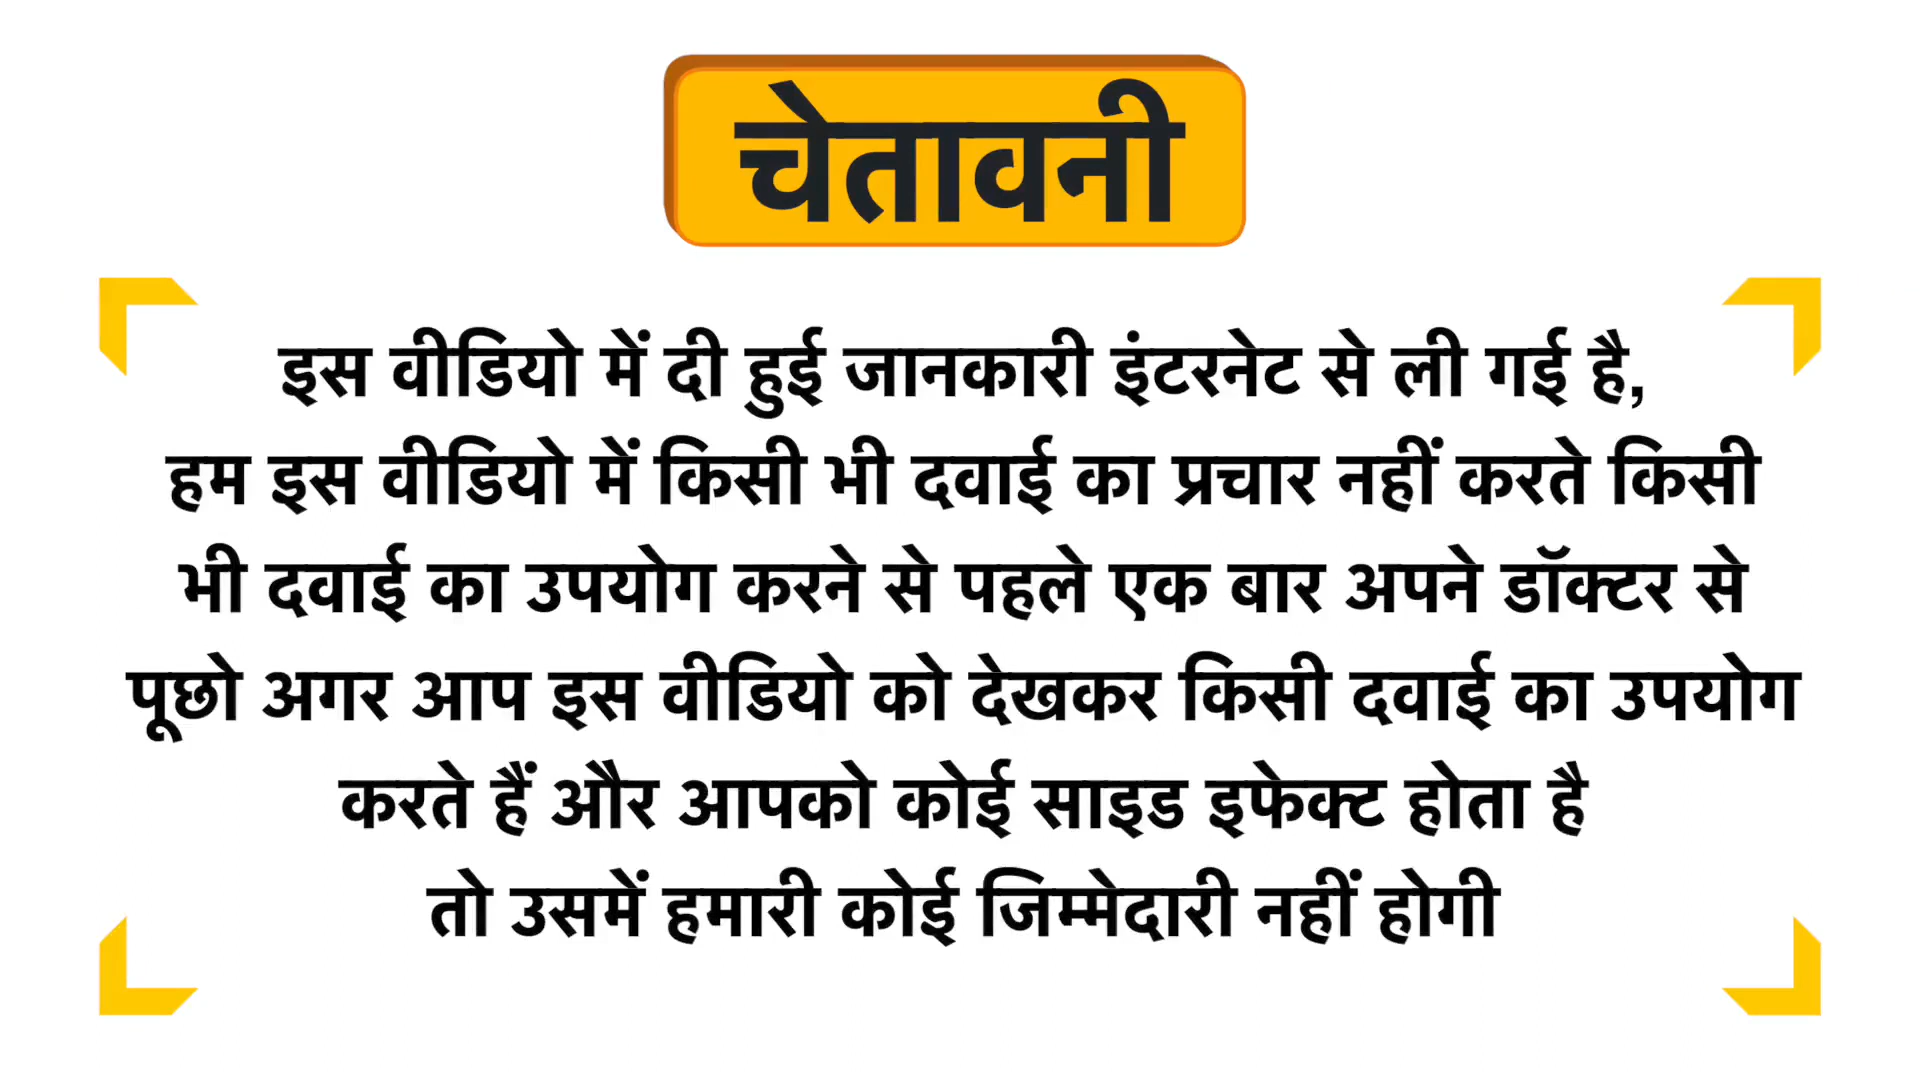 चेतावनी
इस वीडियो में दी हुई जानकारी इंटरनेट से ली गई है,
हम इस वीडियो में किसी भी दवाई का प्रचार नहीं करते किसी
भी दवाई का उपयोग करने से पहले एक बार अपने डॉक्टर से
पूछो अगर आप इस वीडियो को देखकर किसी दवाई का उपयोग
करते हैं और आपको कोई साइड इफेक्ट होता है
तो उसमें हमारी कोई जिम्मेदारी नहीं होगी